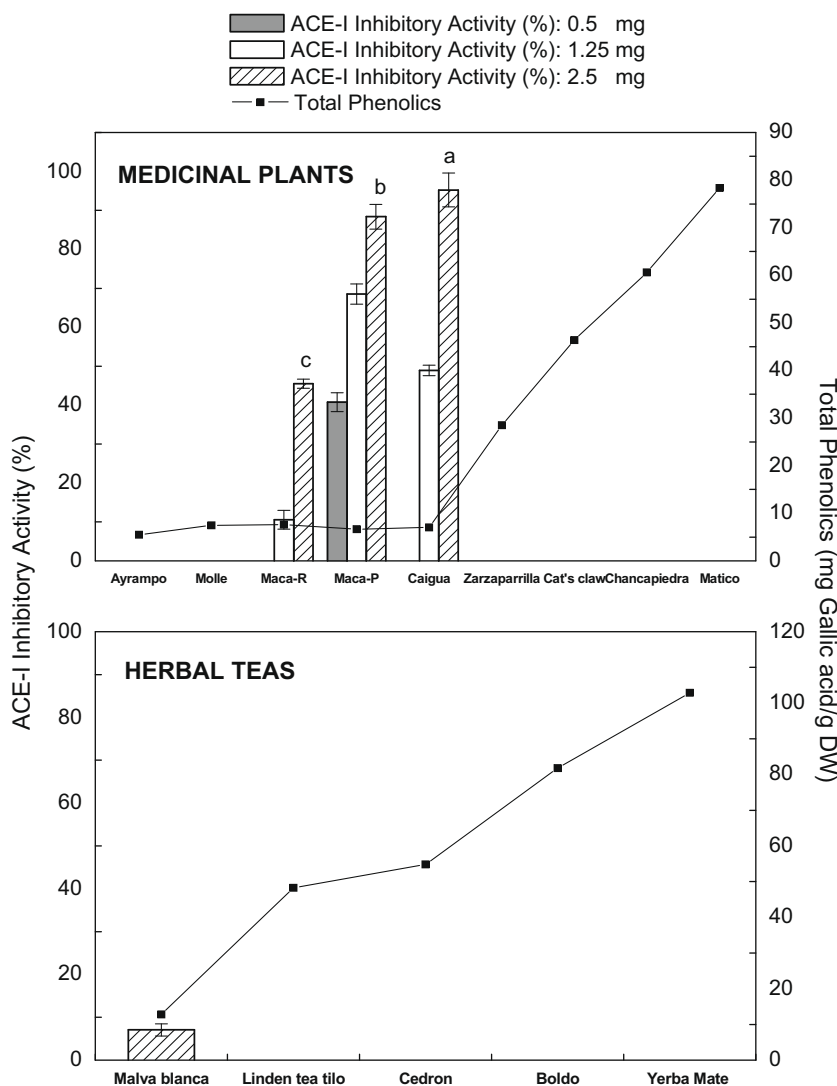 ACE-I Inhibitory Activity (%): 0.5 mg
ACE-I Inhibitory Activity (%): 1.25 mg
ACE-I Inhibitory Activity (%): 2.5 mg
Total Phenolics
MEDICINAL PLANTS
100
80
60
40
20
0
90
80
70
60
50
40
30
20
10
0
c
b
a
Ayrampo Molle Maca-R Maca-P Caigua Zarzaparrilla Cat's claw Chancapiedra Matico
ACE-I Inhibitory Activity (%)
Total Phenolics (mg Gallic acid/g DW)
HERBAL TEAS
100
80
60
40
20
0
120
100
80
60
40
20
0
Malva blanca Linden tea tilo Cedron Boldo Yerba Mate